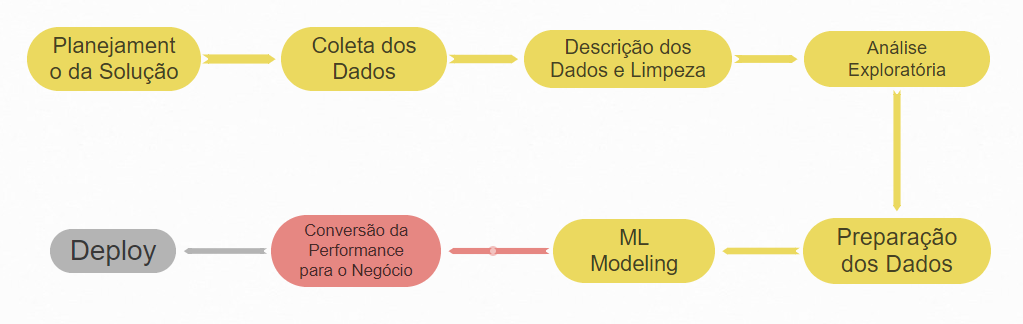 Planejament
o da Solução
Coleta dos
Dados
Descrição dos
Dados e Limpeza
Análise
Exploratória
Deploy
Conversão da
Performance
para o Negócio
ML
Modeling
Preparação
dos Dados